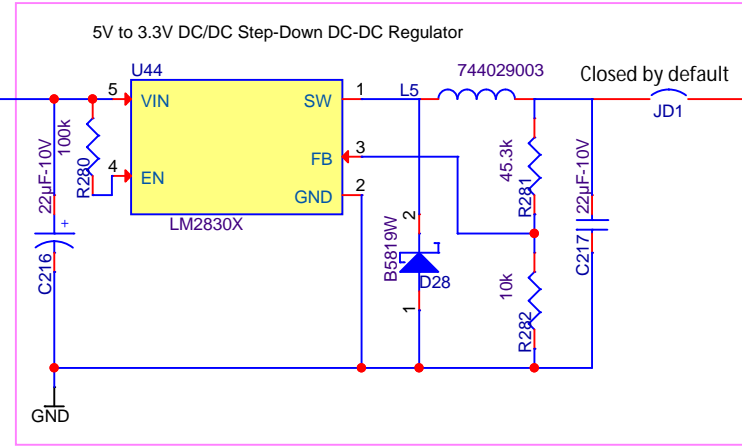 5V to 3.3V DC/DC Step-Down DC-DC Regulator
U44
744029003
Closed by default
5
VIN
SW
1
L5
JD1
22µF-10V
100k
R280
4
EN
FB
3
GND
2
LM2830X
C216
+
45.3k
R281
22µF-10V
C217
2
B5819W
D28
1
10k
R282
GND